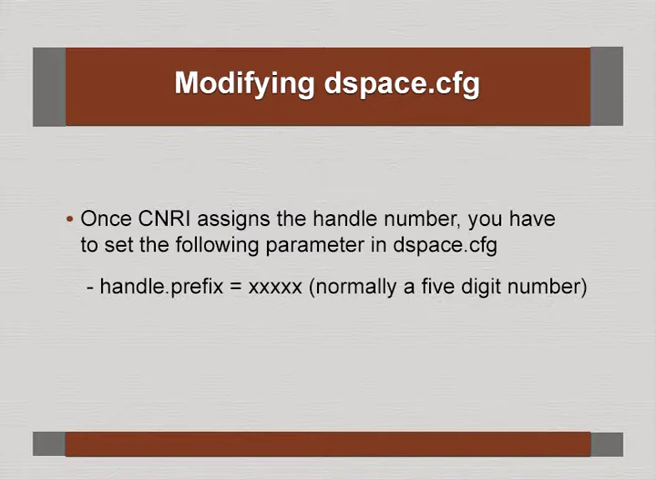 Modifying dspace.cfg
• Once CNRI assigns the handle number, you have
to set the following parameter in dspace.cfg
- handle.prefix = xxxxx (normally a five digit number)